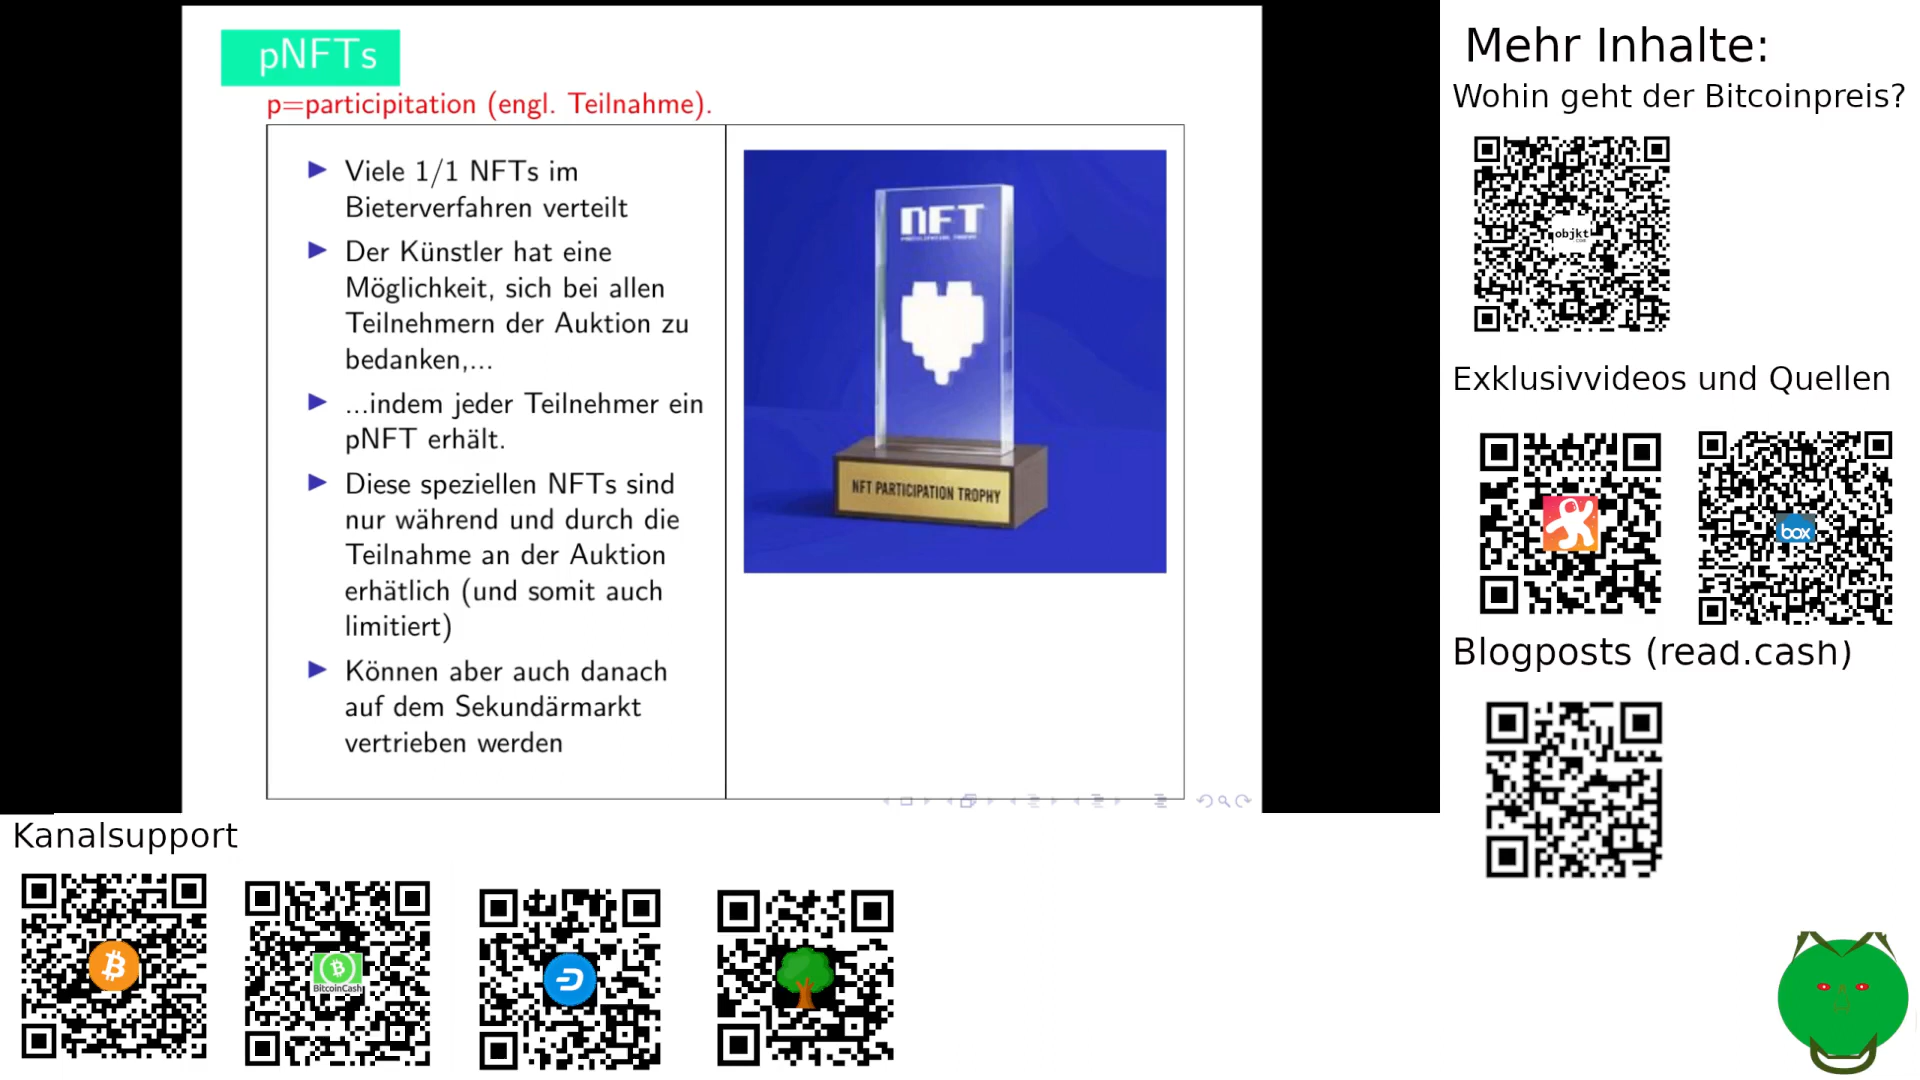 pNFTs
p=participitation (engl. Teilnahme).
Viele 1/1 NFTs im
Bieterverfahren verteilt
Der Künstler hat eine
Möglichkeit, sich bei allen
Teilnehmern der Auktion zu
bedanken,...
...indem jeder Teilnehmer ein
pNFT erhält.
Diese speziellen NFTs sind
nur während und durch die
Teilnahme an der Auktion
erhätlich (und somit auch
limitiert)
Können aber auch danach
auf dem Sekundärmarkt
vertrieben werden
NFT
PARTICIPATION TROPHY
NFT PARTICIPATION TROPHY
Mehr Inhalte:
Wohin geht der Bitcoinpreis?
objkt
.com
Exklusivvideos und Quellen
box
Blogposts (read.cash)
Kanalsupport
BitcoinCash